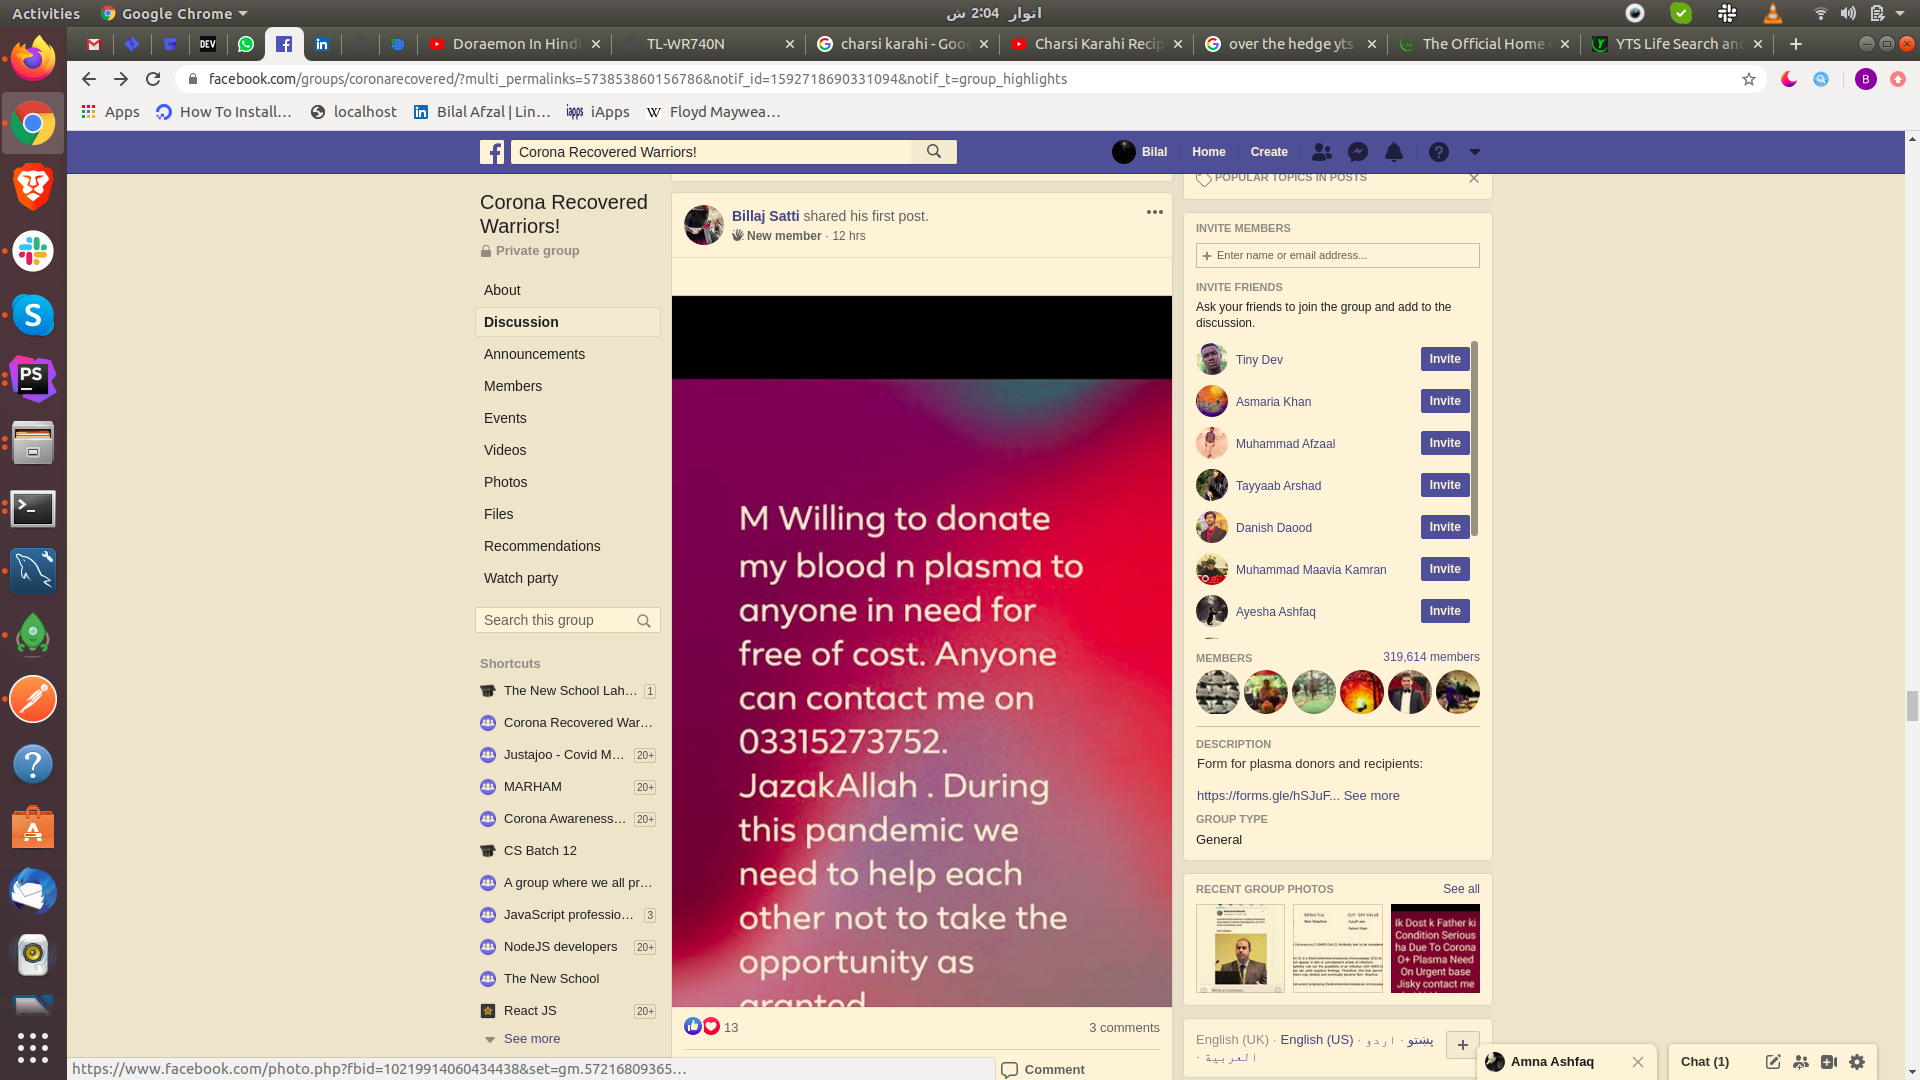 Activities
Google Chrome
اتوار 2:04 ش
DEV
Doraemon In Hindi
TL-WR740N
charsi karahi - Goo
Charsi Karahi Recip
over the hedge yts
The Official Home
YTS Life Search and
facebook.com/groups/coronarecovered/?multi_permalinks=573853860156786&notif_id=1592718690331094&notif_t=group_highlights
B
Apps
How To Install...
localhost
Bilal Afzal | Lin...
iApps
Floyd Maywea...
Corona Recovered Warriors!
Bilal
Home
Create
Corona Recovered
Warriors!
Private group
About
Discussion
Announcements
Members
Events
Videos
Photos
Files
Recommendations
Watch party
Search this group
Shortcuts
The New School Lah... 1
Corona Recovered War...
Justajoo - Covid M... 20+
MARHAM 20+
Corona Awareness... 20+
CS Batch 12
A group where we all pr...
JavaScript professio... 3
NodeJS developers 20+
The New School
React JS 20+
See more
Billaj Satti shared his first post.
New member · 12 hrs
M Willing to donate
my blood n plasma to
anyone in need for
free of cost. Anyone
can contact me on
03315273752.
JazakAllah . During
this pandemic we
need to help each
other not to take the
opportunity as
granted
13
3 comments
Comment
POPULAR TOPICS IN POSTS
INVITE MEMBERS
Enter name or email address...
INVITE FRIENDS
Ask your friends to join the group and add to the
discussion.
Tiny Dev Invite
Asmaria Khan Invite
Muhammad Afzaal Invite
Tayyaab Arshad Invite
Danish Daood Invite
Muhammad Maavia Kamran Invite
Ayesha Ashfaq Invite
MEMBERS
319,614 members
DESCRIPTION
Form for plasma donors and recipients:
https://forms.gle/hSJuF... See more
GROUP TYPE
General
RECENT GROUP PHOTOS
See all
Ik Dost k Father ki
Condition Serious
ha Due To Corona
O+ Plasma Need
On Urgent base
Jisky contact me
English (UK) · English (US) · اردو · پښتو ·
العربية
Amna Ashfaq
Chat (1)
https://www.facebook.com/photo.php?fbid=10219914060434438&set=gm.57216809365...
PS